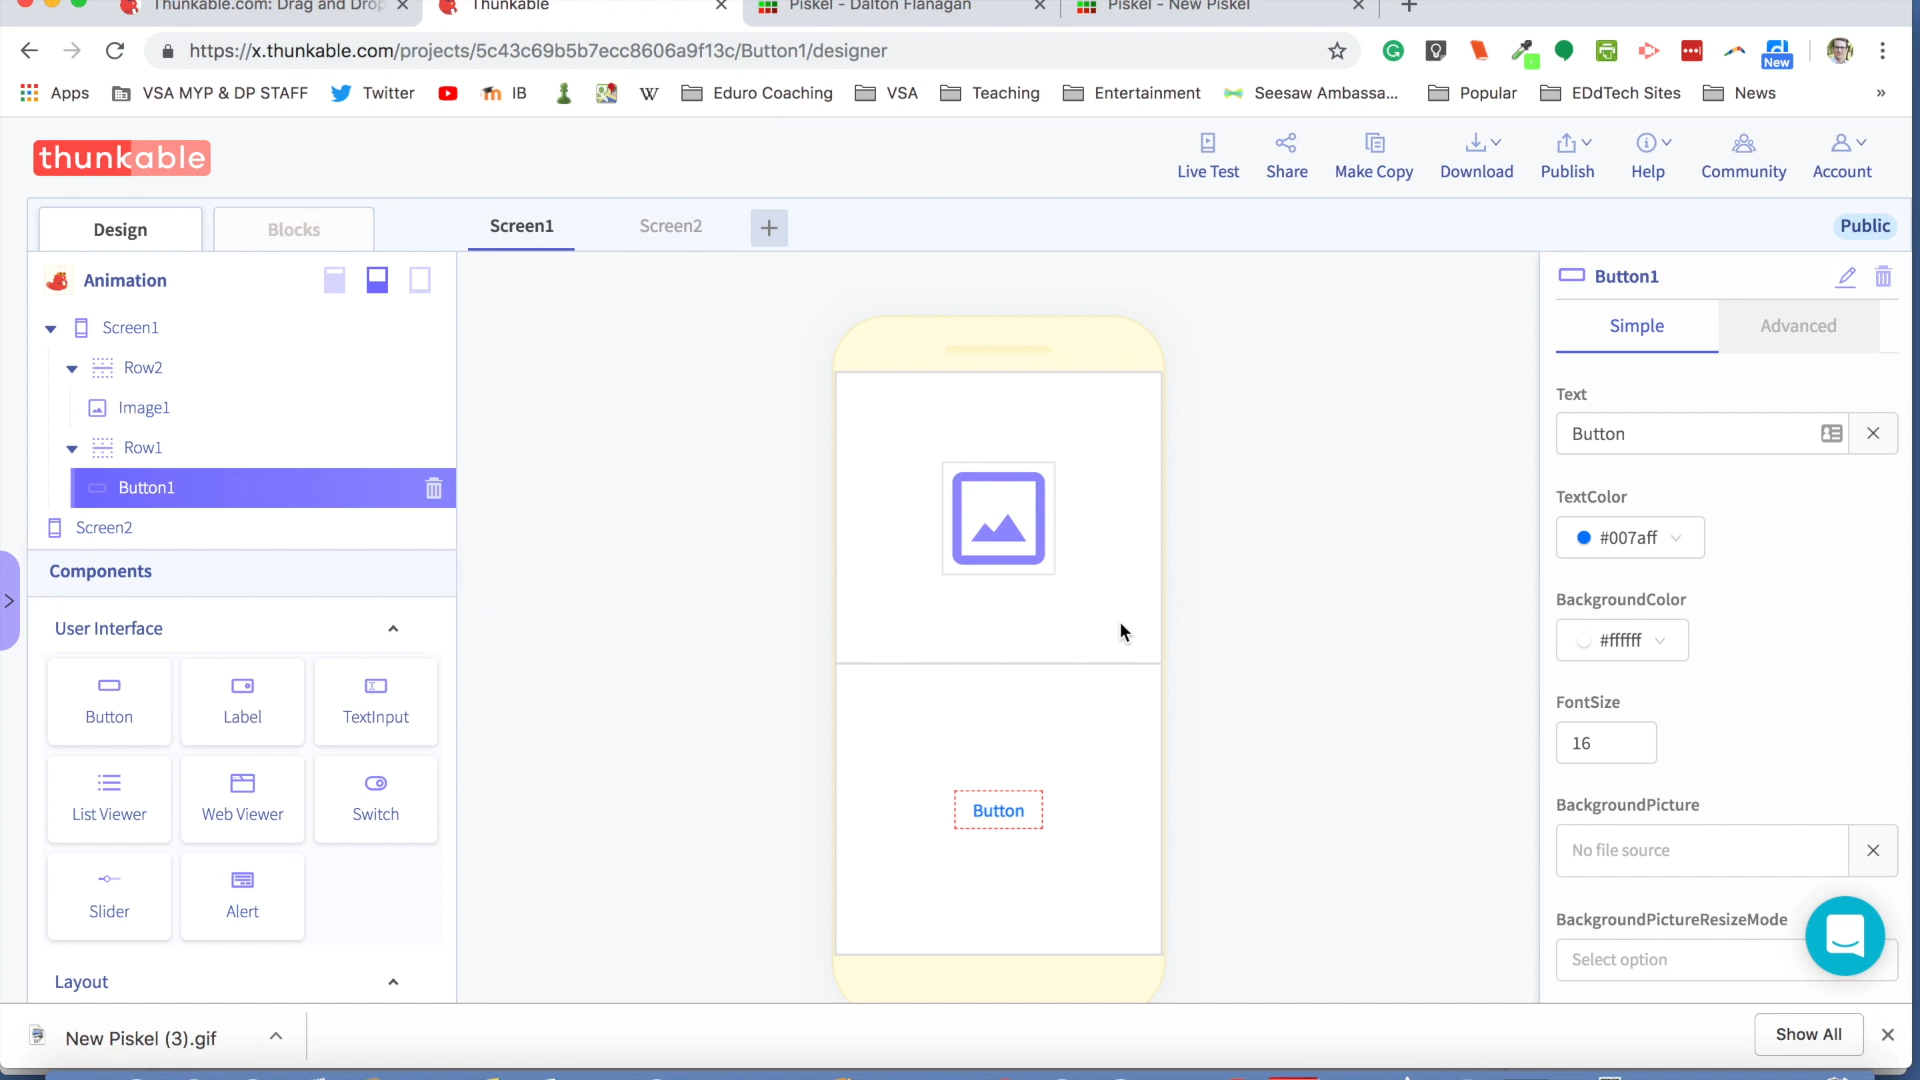 Thunkable.com: Drag and Drop
Thunkable
Piskel - Dalton Flanagan
Piskel - New Piskel
https://x.thunkable.com/projects/5c43c69b5b7ecc8606a9f13c/Button1/designer
New
Apps
VSA MYP & DP STAFF
Twitter
IB
W
Eduro Coaching
VSA
Teaching
Entertainment
Seesaw Ambassa...
Popular
EDdTech Sites
News
»
thunkable
Live Test
Share
Make Copy
Download
Publish
Help
Community
Account
Design
Blocks
Screen1
Screen2
Public
Animation
Screen1
Row2
Image1
Row1
Button1
Screen2
Components
User Interface
Button
Label
TextInput
List Viewer
Web Viewer
Switch
Slider
Alert
Layout
Button
Button1
Simple
Advanced
Text
Button
TextColor
#007aff
BackgroundColor
#ffffff
FontSize
16
BackgroundPicture
No file source
BackgroundPictureResizeMode
Select option
New Piskel (3).gif
Show All